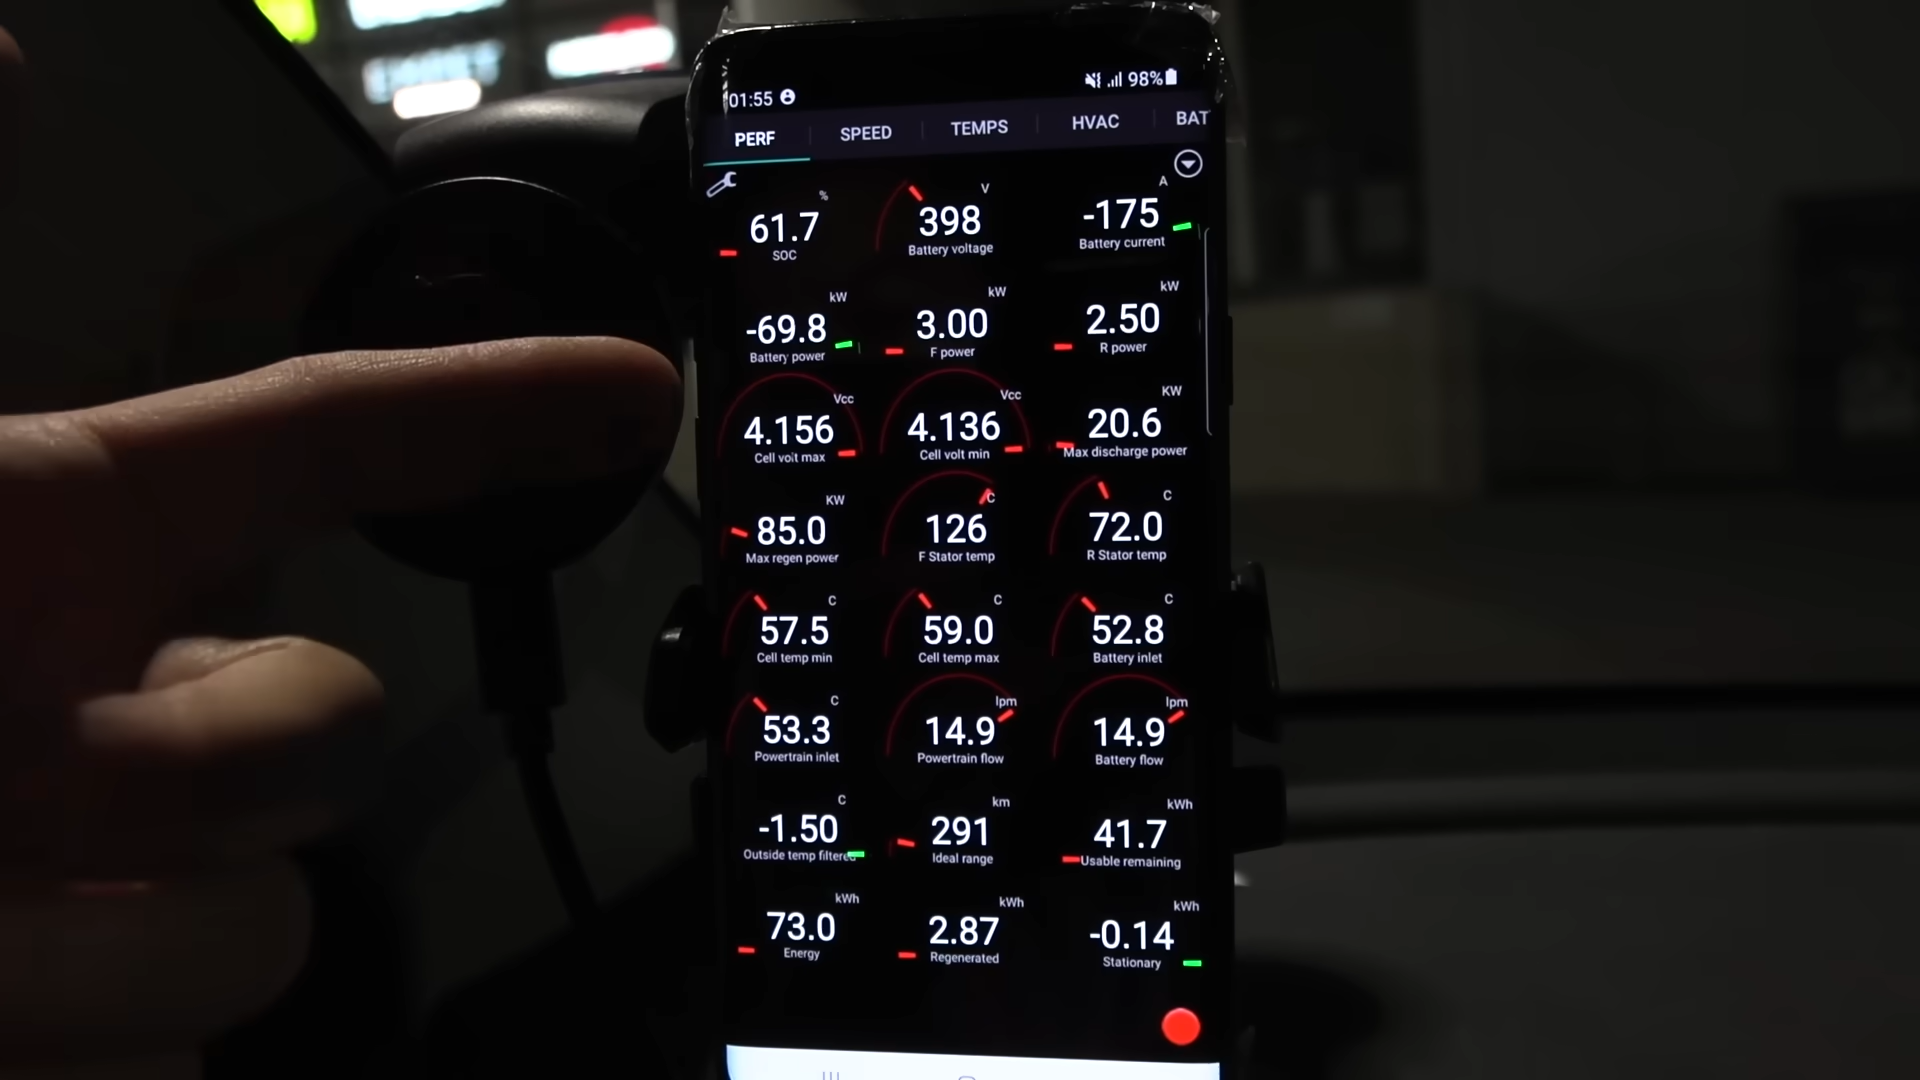 01:55 98%
PERF SPEED TEMPS HVAC BAT
% V A
61.7 398 -175
SOC Battery voltage Battery current
kW kW kW
-69.8 3.00 2.50
Battery power F power R power
Vcc Vcc KW
4.156 4.136 20.6
Cell volt max Cell volt min Max discharge power
KW C C
85.0 126 72.0
Max regen power F Stator temp R Stator temp
C C C
57.5 59.0 52.8
Cell temp min Cell temp max Battery inlet
C lpm lpm
53.3 14.9 14.9
Powertrain inlet Powertrain flow Battery flow
C km kWh
-1.50 291 41.7
Outside temp filtered Ideal range Usable remaining
kWh kWh kWh
73.0 2.87 -0.14
Energy Regenerated Stationary